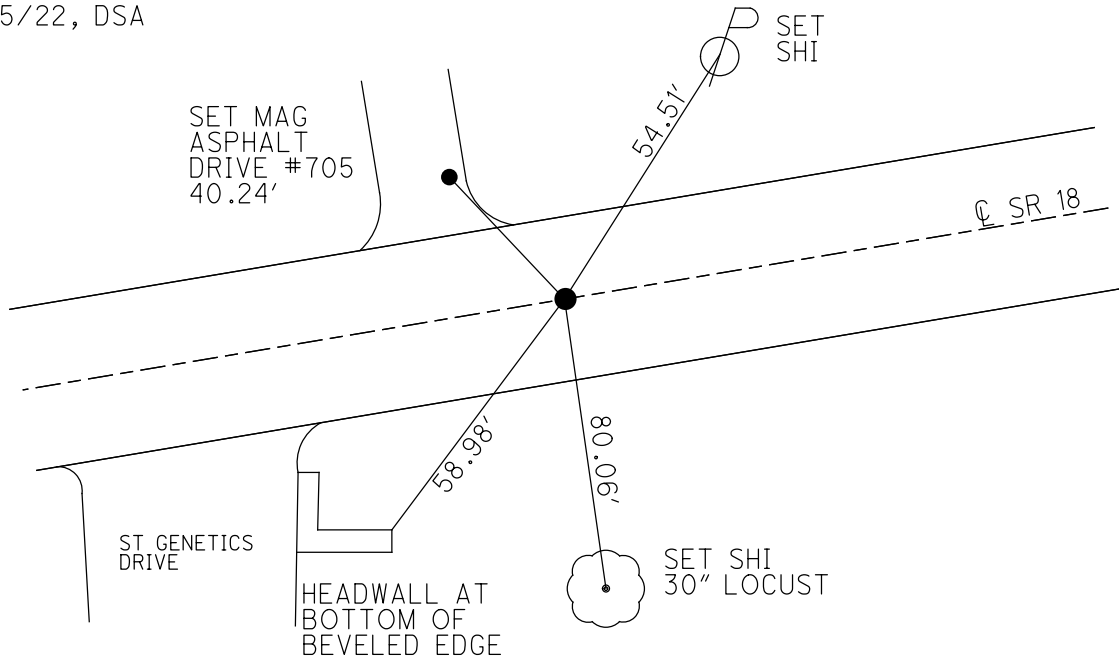 5/22, DSA
SET
SHI
SET MAG
ASPHALT
DRIVE #705
40.24'
54.51'
℄ SR 18
58.98'
80.06'
ST GENETICS
DRIVE
SET SHI
30" LOCUST
HEADWALL AT
BOTTOM OF
BEVELED EDGE